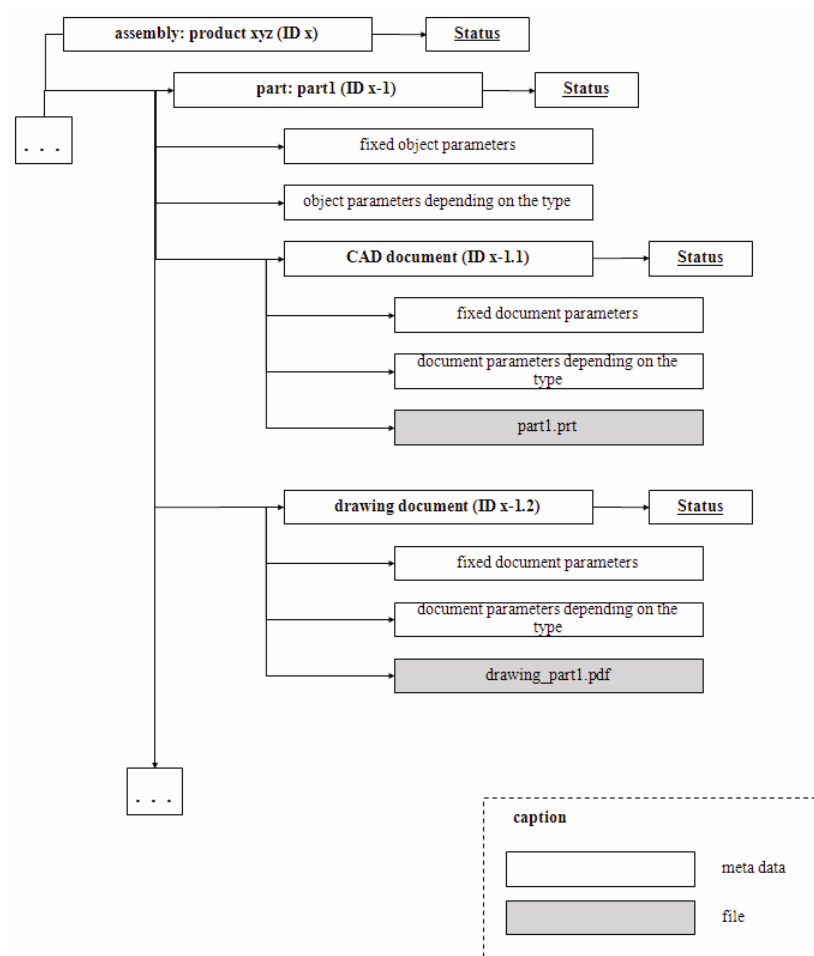 assembly: product xyz (ID x)
Status
part: part1 (ID x-1)
Status
. . .
fixed object parameters
object parameters depending on the type
CAD document (ID x-1.1)
Status
fixed document parameters
document parameters depending on the
type
part1.prt
drawing document (ID x-1.2)
Status
fixed document parameters
document parameters depending on the
type
drawing_part1.pdf
. . .
caption
meta data
file